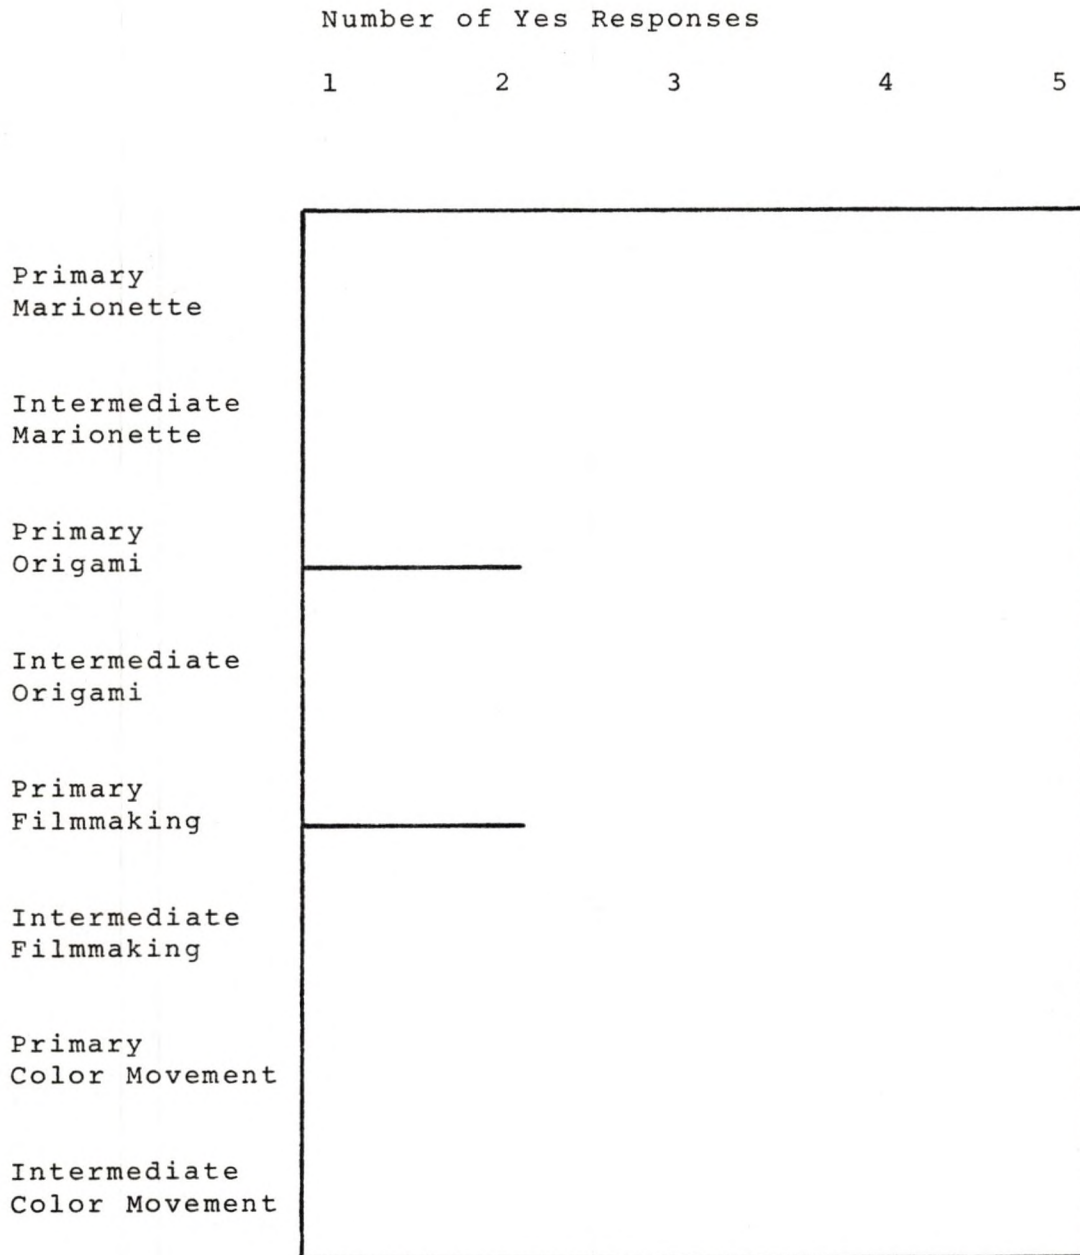 Number of Yes Responses
1 2 3 4 5
Primary
Marionette
Intermediate
Marionette
Primary
Origami
Intermediate
Origami
Primary
Filmmaking
Intermediate
Filmmaking
Primary
Color Movement
Intermediate
Color Movement